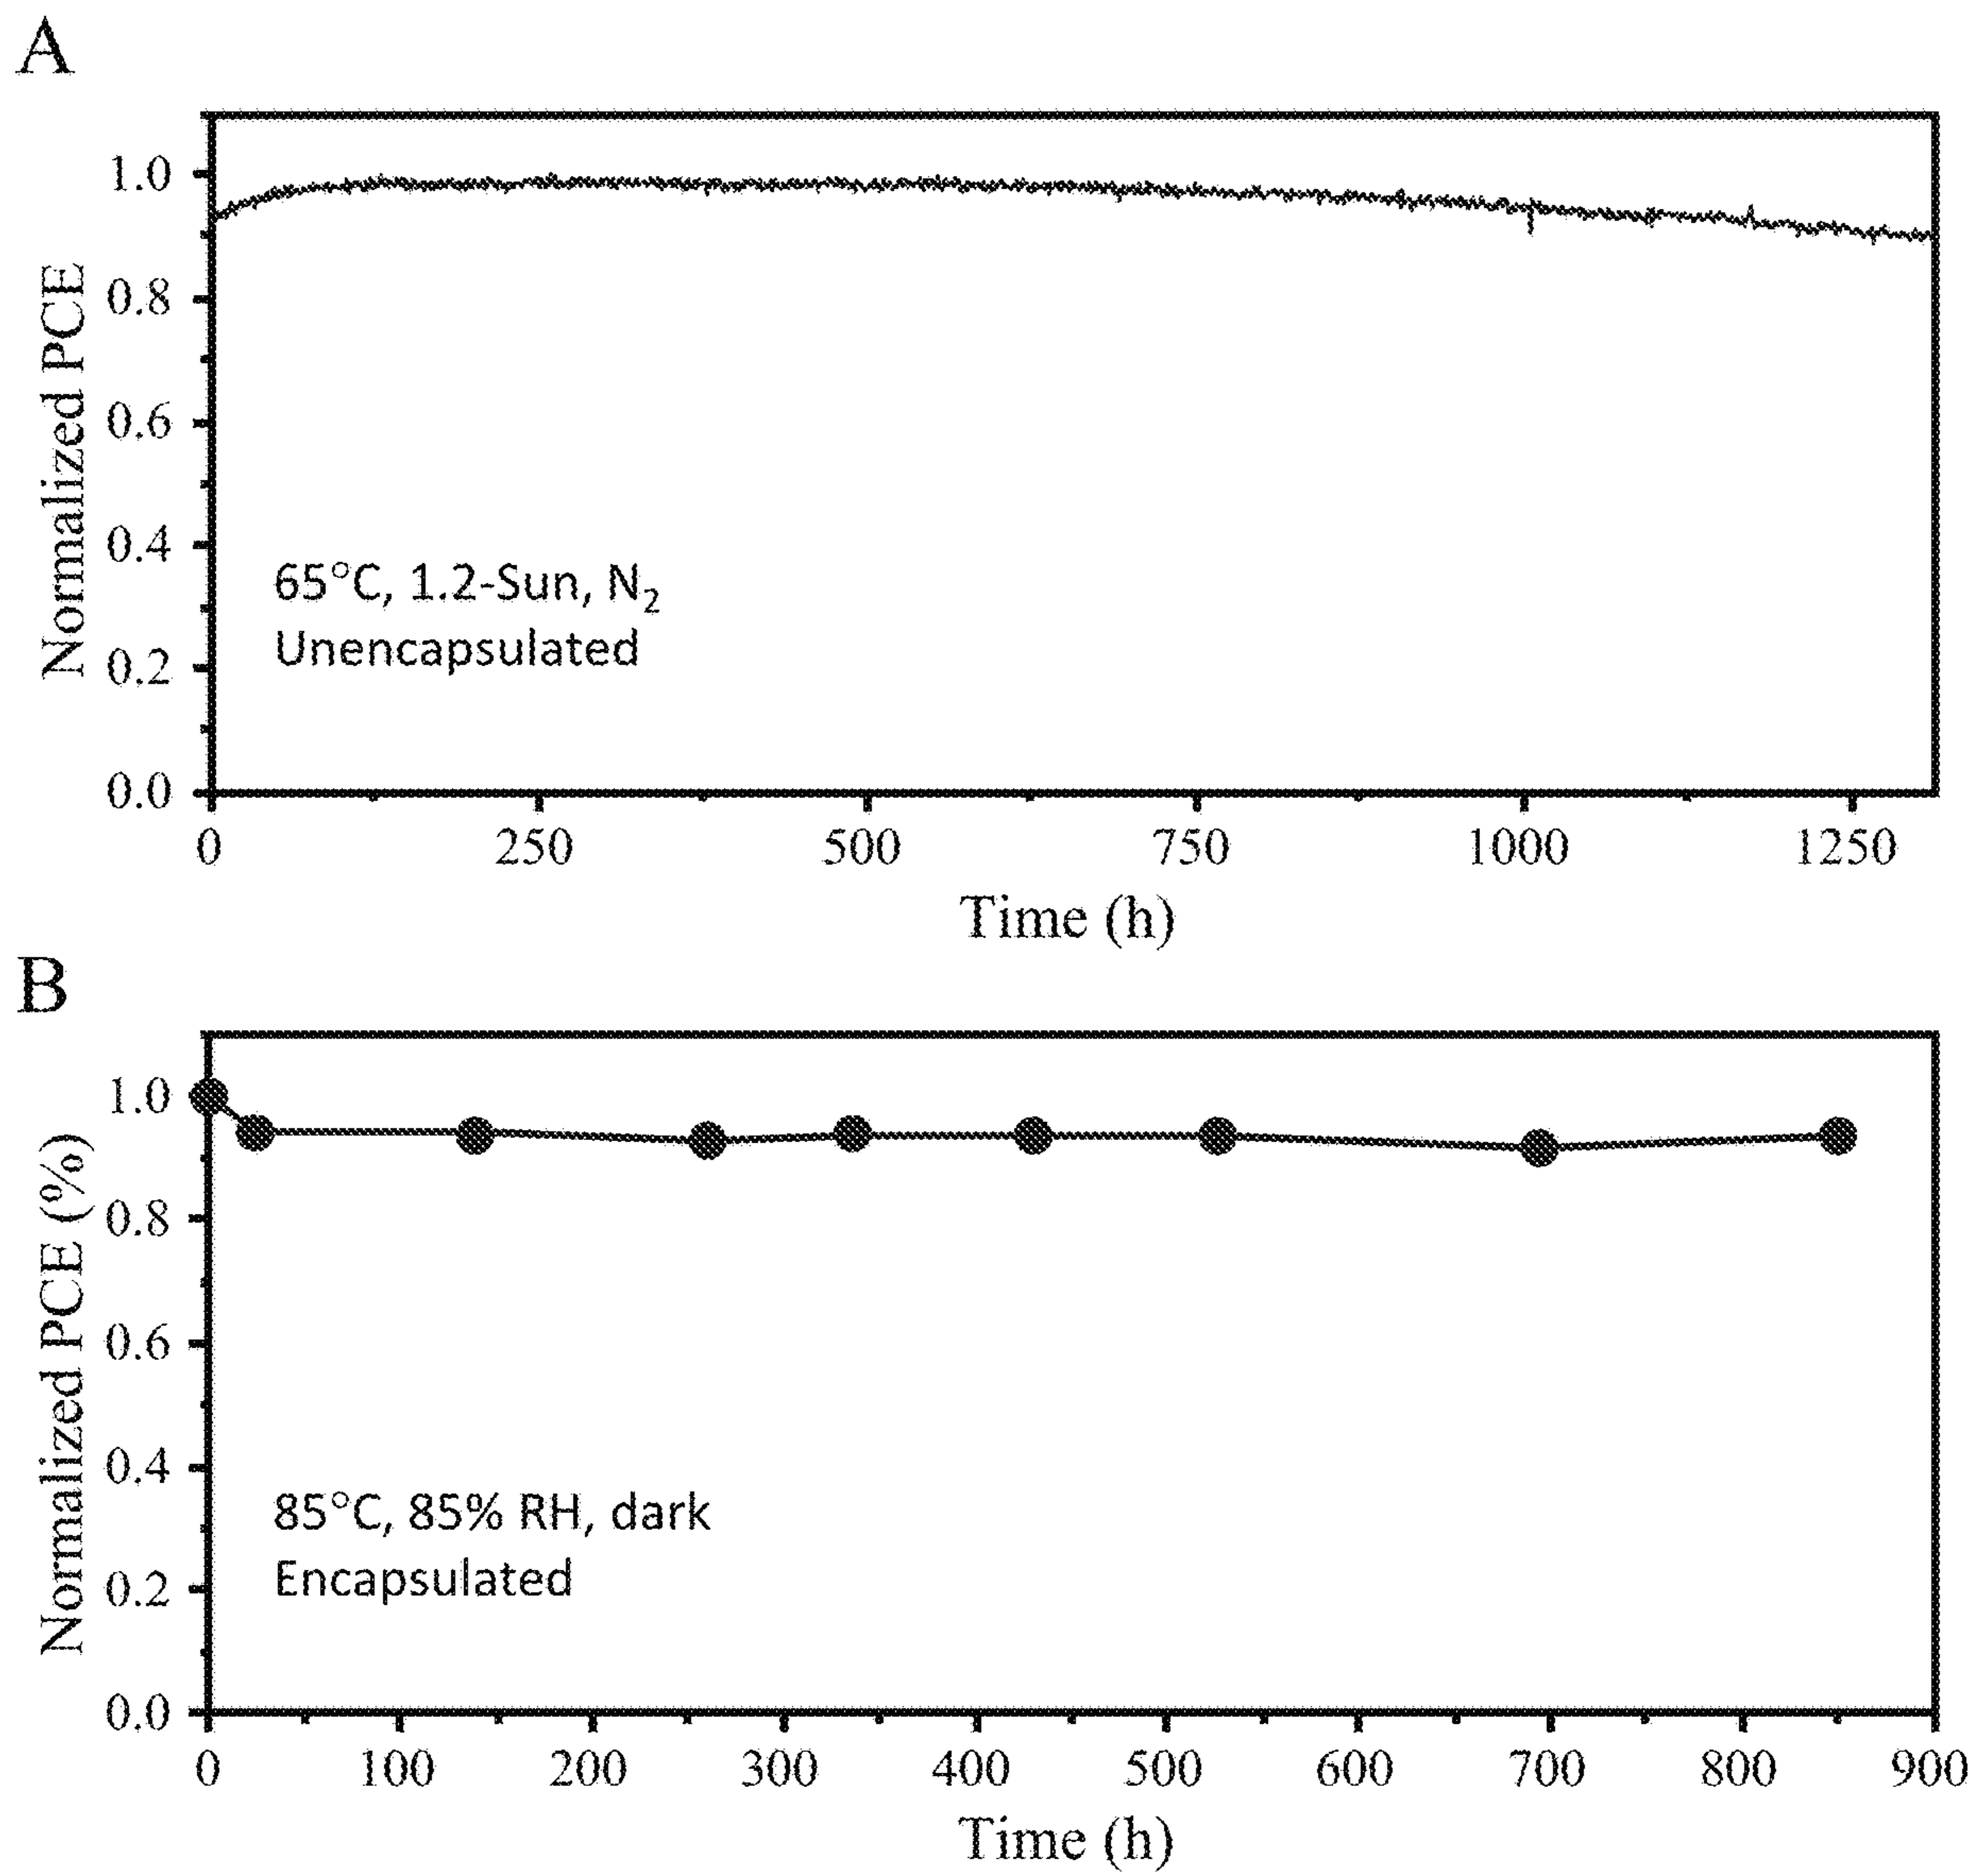 A
Normalized PCE
1.0
0.8
0.6
0.4
0.2
0.0
65°C, 1.2-Sun, N₂
Unencapsulated
0 250 500 750 1000 1250
Time (h)
B
Normalized PCE (%)
1.0
0.8
0.6
0.4
0.2
0.0
85°C, 85% RH, dark
Encapsulated
0 100 200 300 400 500 600 700 800 900
Time (h)